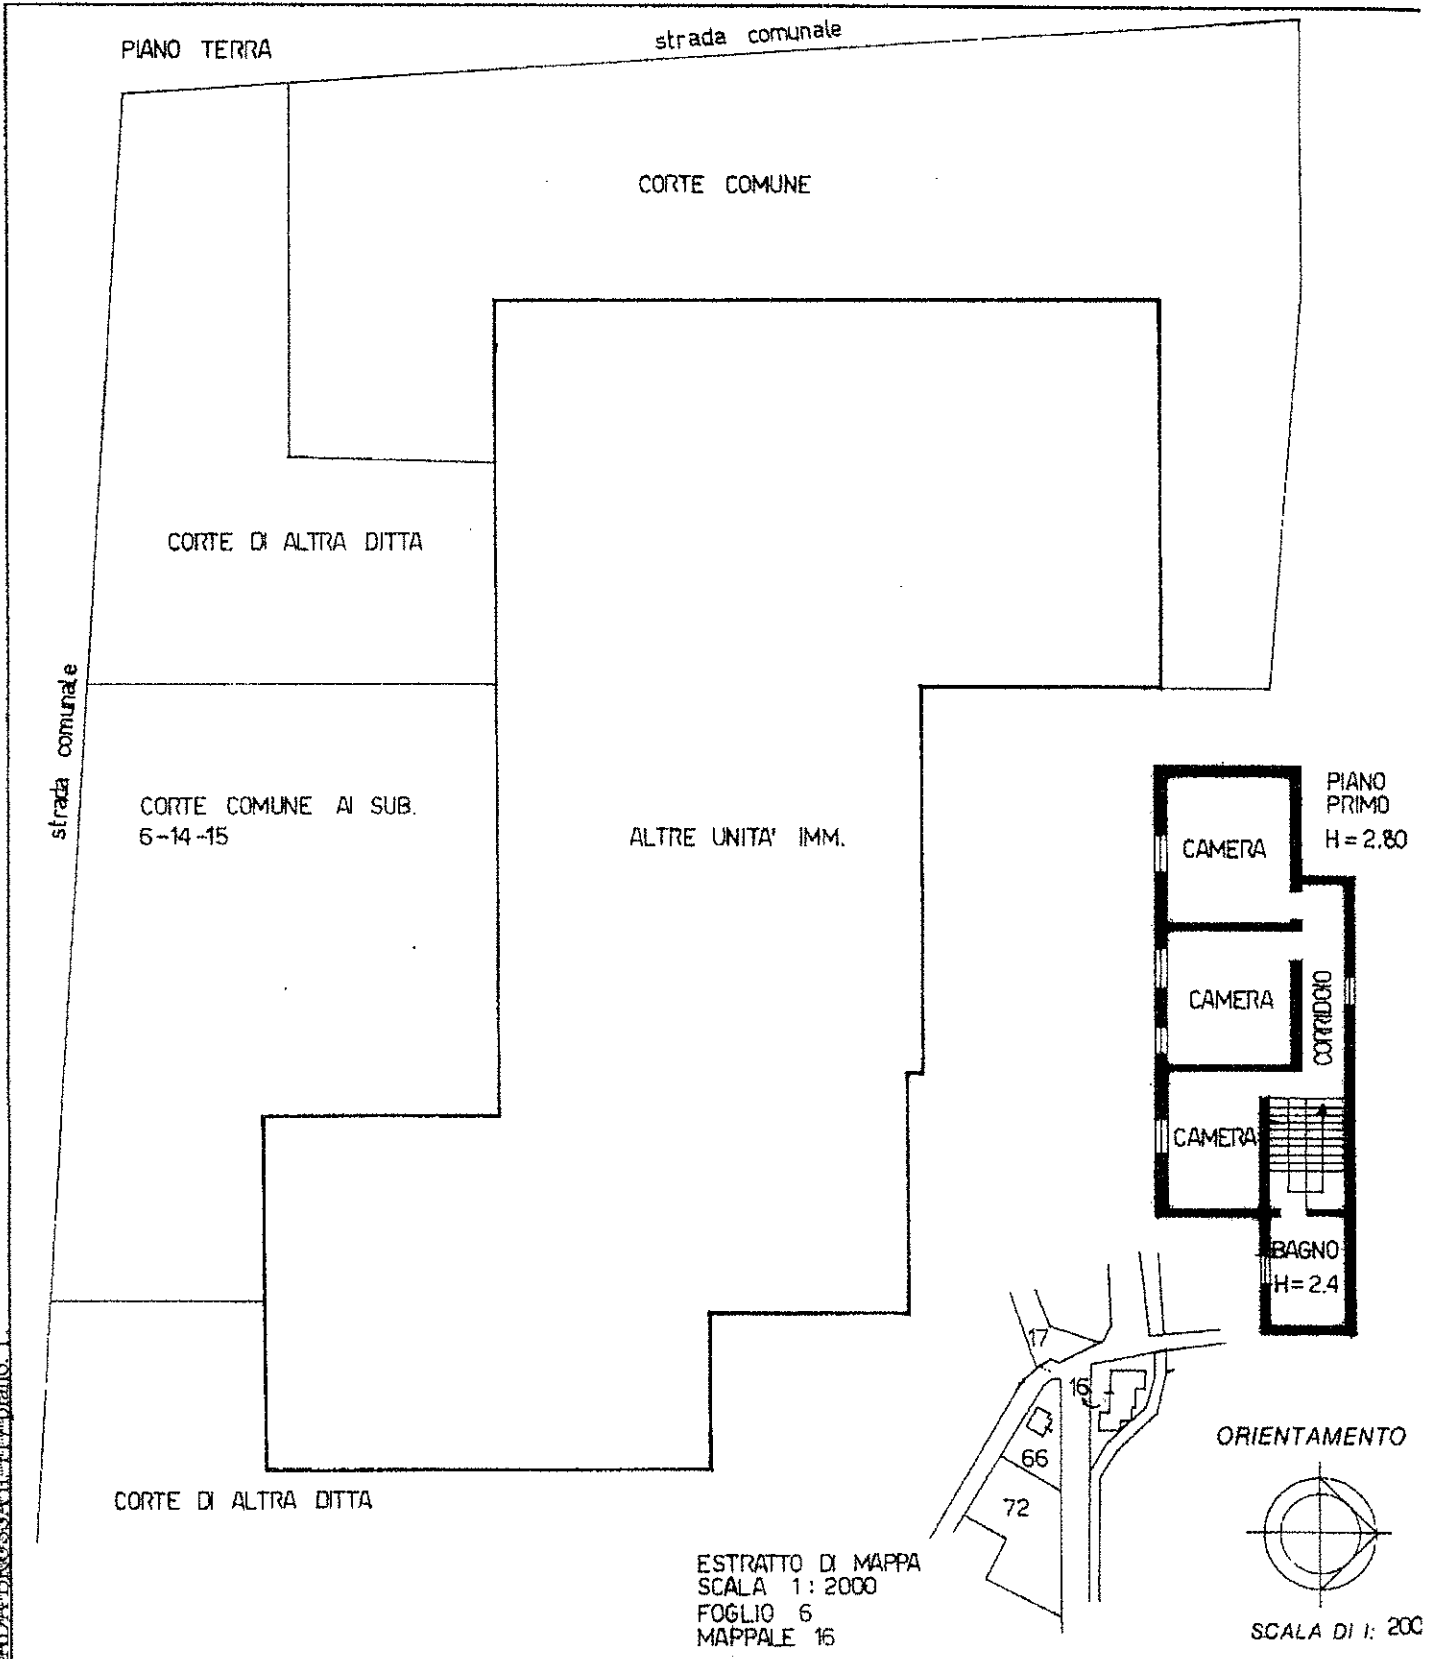 PIANO TERRA
strada comunale
CORTE COMUNE
CORTE DI ALTRA DITTA
strada comunale
CORTE COMUNE AI SUB.
6-14-15
ALTRE UNITA' IMM.
PIANO
PRIMO
H=2.80
CAMERA
CAMERA
CORRIDOIO
CAMERA
BAGNO
H=2.4
17
16
66
72
ORIENTAMENTO
CORTE DI ALTRA DITTA
ESTRATTO DI MAPPA
SCALA 1:2000
FOGLIO 6
MAPPALE 16
SCALA DI 1: 200